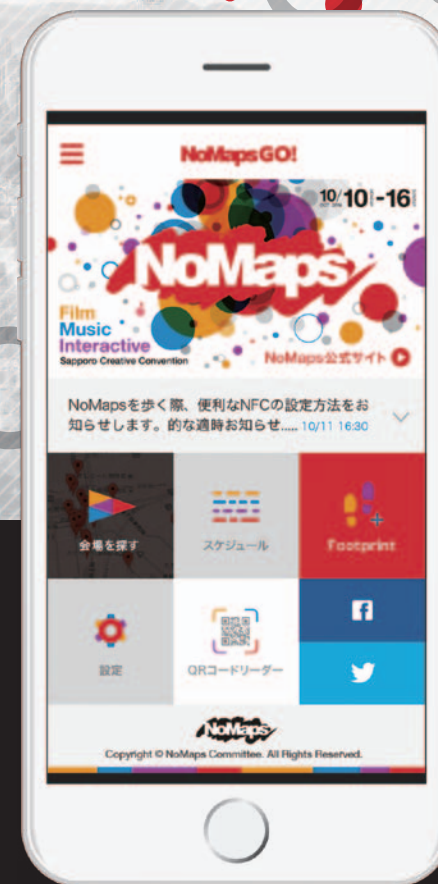 NoMapsGO!
10/10-16
NoMaps
Film
Music
Interactive
Sapporo Creative Convention
NoMaps公式サイト
NoMapsを歩く際、便利なNFCの設定方法をお
知らせします。的な適時お知らせ..... 10/11 16:30
会場を探す
スケジュール
Footprint
設定
QRコードリーダー
NoMaps
Copyright © NoMaps Committee. All Rights Reserved.